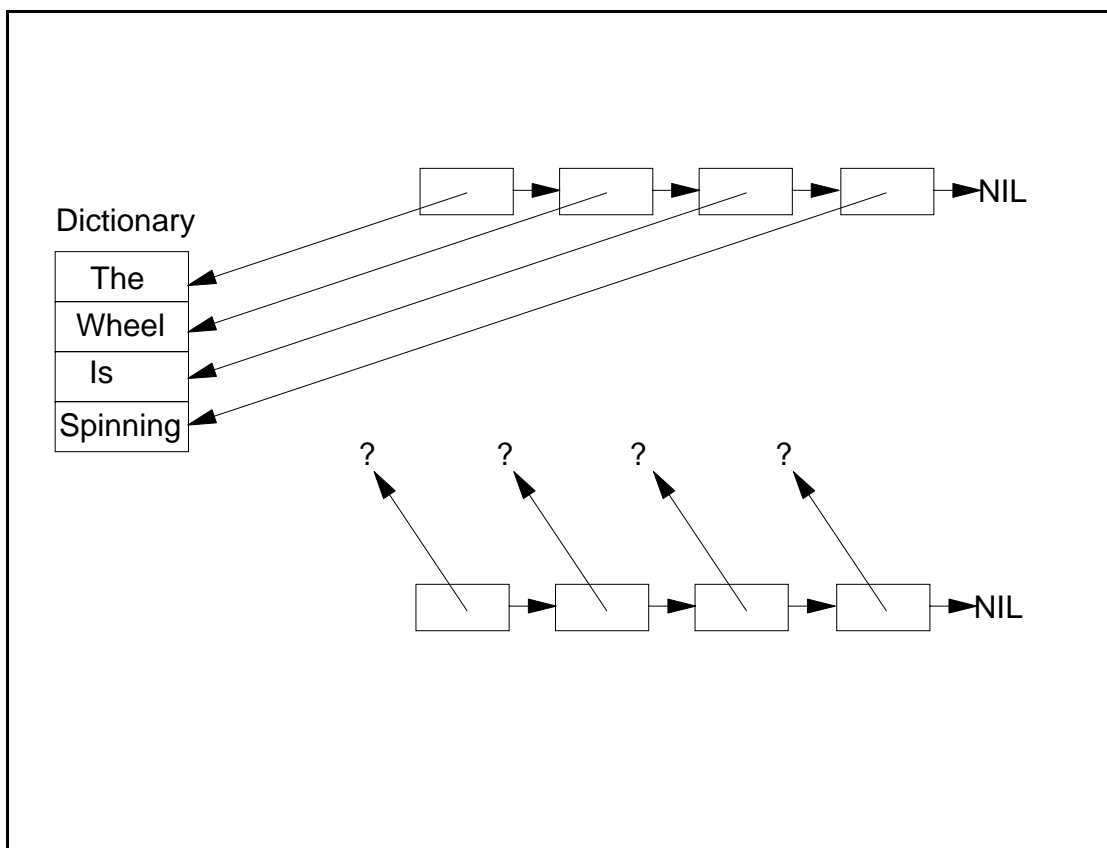 NIL
Dictionary
The
Wheel
Is
Spinning
? ? ? ?
NIL